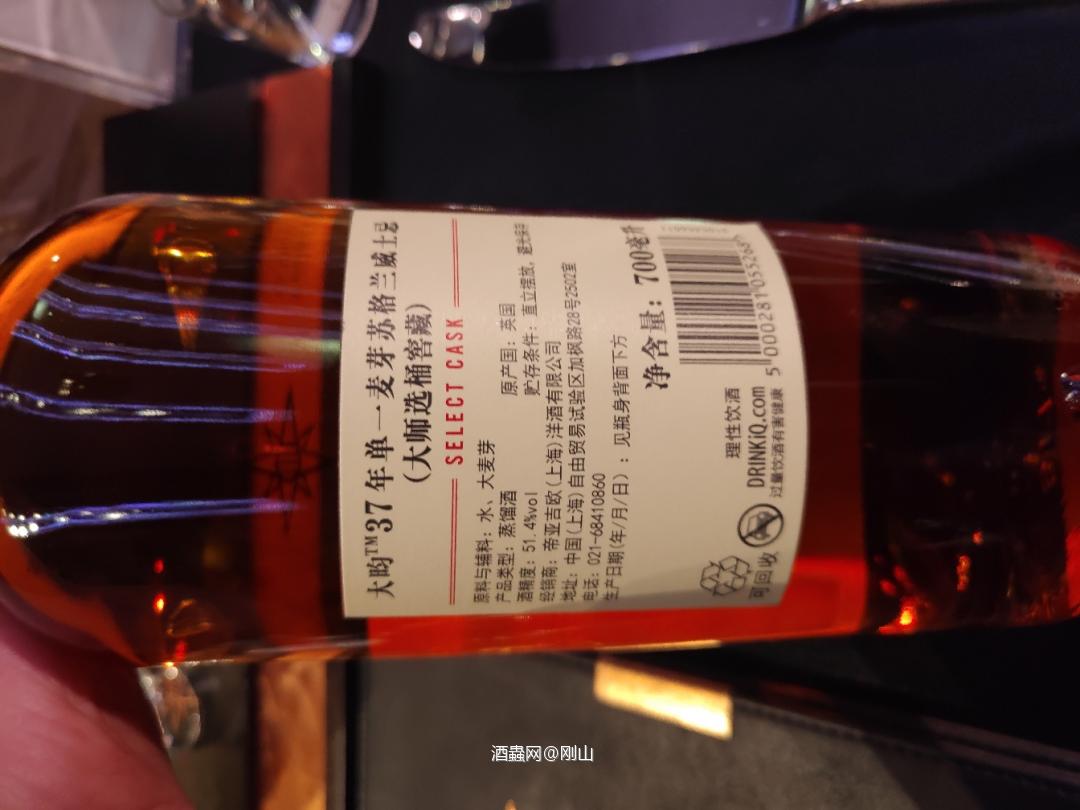 大昀™37年单一麦芽苏格兰威士忌
(大师选桶窖藏)
SELECT CASK
原料与辅料：水、大麦芽
产品类型：蒸馏酒
原产国：英国
酒精度：51.4%vol
贮存条件：直立摆放，避光保存
经销商：帝亚吉欧(上海)洋酒有限公司
地址：中国(上海)自由贸易试验区加枫路28号2502室
电话：021-68410860
生产日期(年/月/日)：见瓶身背面下方
净含量：700毫升
5 000281 055268
理性饮酒
DRINKiQ.com
过量饮酒有害健康
可回收
酒蟲网@刚山